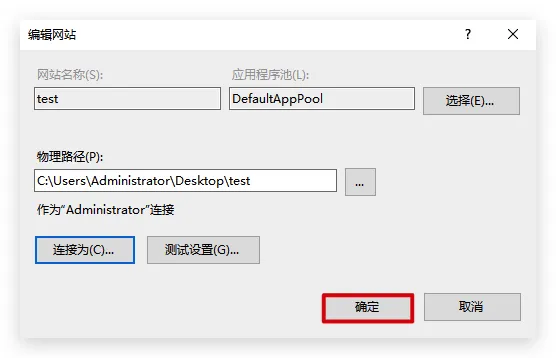 编辑网站
?
网站名称(S):
应用程序池(L):
test
DefaultAppPool
选择(E)...
物理路径(P):
C:\Users\Administrator\Desktop\test
...
作为“Administrator”连接
连接为(C)...
测试设置(G)...
确定
取消